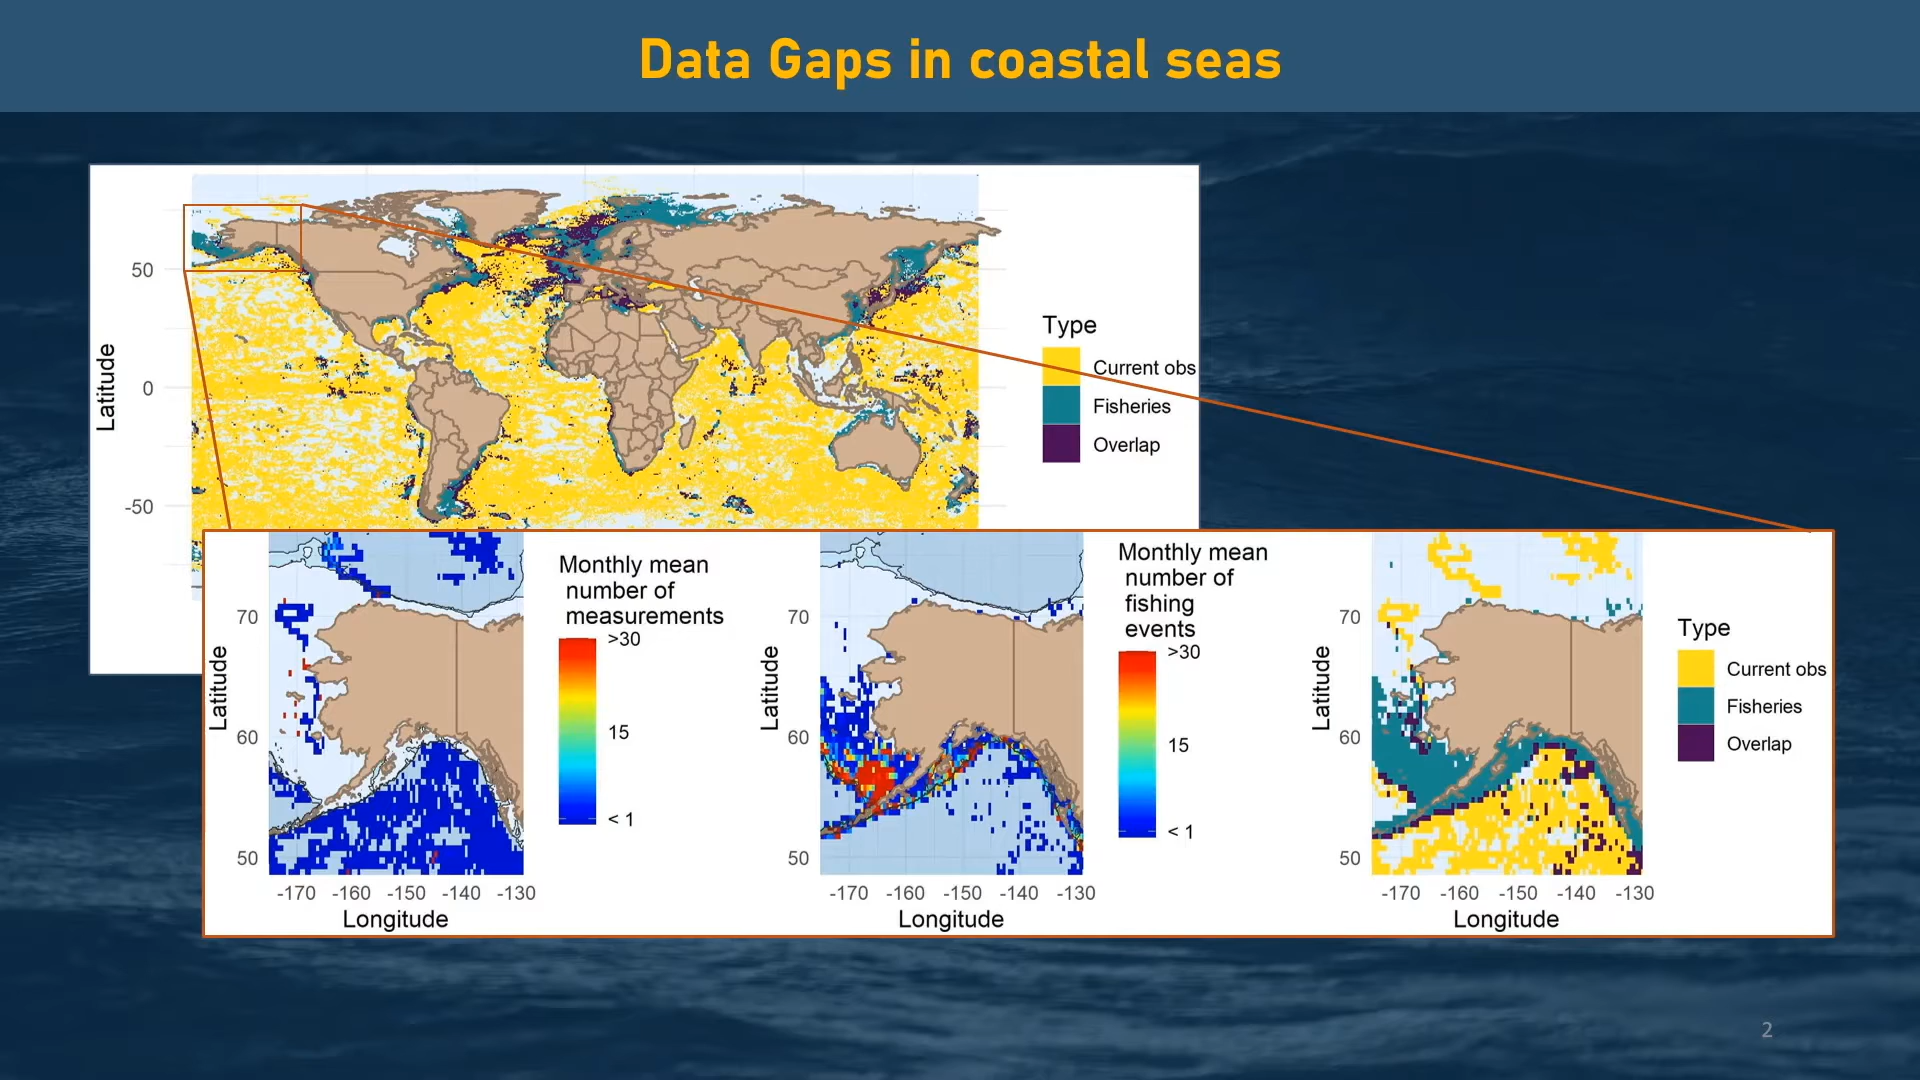 Data Gaps in coastal seas
50
0
-50
Latitude
Type
Current obs
Fisheries
Overlap
70
60
50
Latitude
-170 -160 -150 -140 -130
Longitude
Monthly mean
number of
measurements
>30
15
< 1
70
60
50
Latitude
-170 -160 -150 -140 -130
Longitude
Monthly mean
number of
fishing
events
>30
15
< 1
70
60
50
Latitude
-170 -160 -150 -140 -130
Longitude
Type
Current obs
Fisheries
Overlap
2